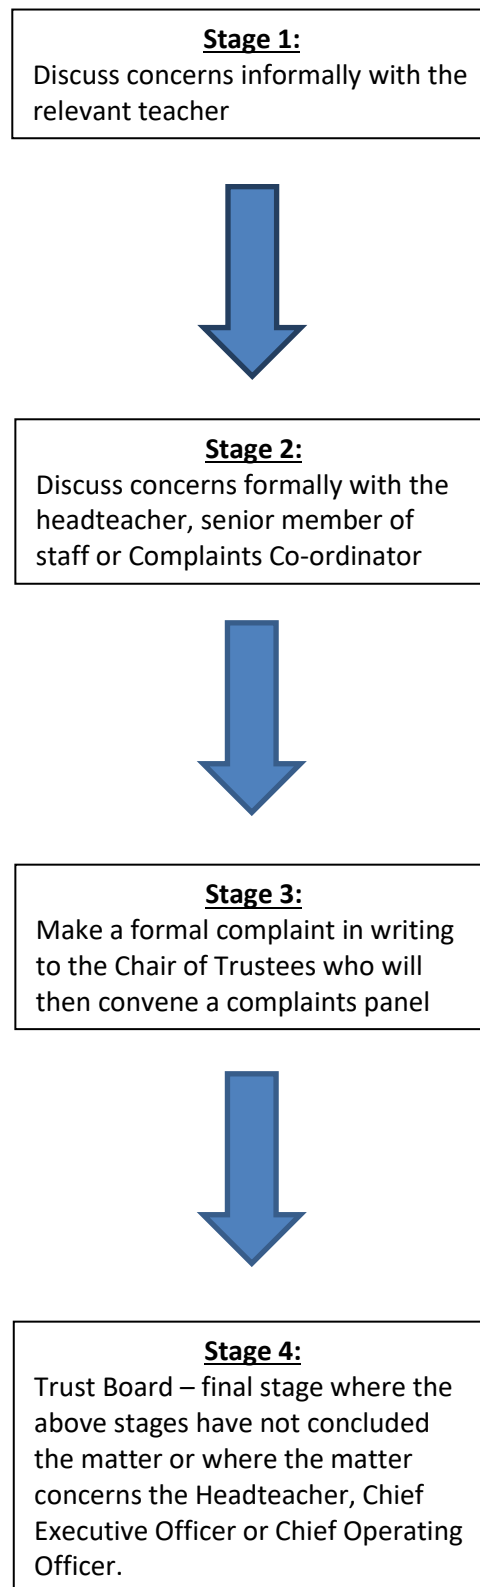 Stage 1:
Discuss concerns informally with the
relevant teacher
Stage 2:
Discuss concerns formally with the
headteacher, senior member of
staff or Complaints Co-ordinator
Stage 3:
Make a formal complaint in writing
to the Chair of Trustees who will
then convene a complaints panel
Stage 4:
Trust Board – final stage where the
above stages have not concluded
the matter or where the matter
concerns the Headteacher, Chief
Executive Officer or Chief Operating
Officer.